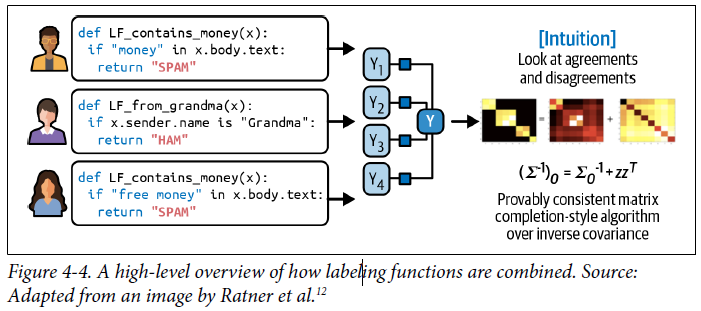 def LF_contains_money(x):
if "money" in x.body.text:
return "SPAM"
def LF_from_grandma(x):
if x.sender.name is "Grandma":
return "HAM"
def LF_contains_money(x):
if "free money" in x.body.text:
return "SPAM"
Y1
Y2
Y3
Y4
Y
[Intuition]
Look at agreements
and disagreements
=
+
(Σ⁻¹)₀ = Σ₀⁻¹ + zzᵀ
Provably consistent matrix
completion-style algorithm
over inverse covariance
Figure 4-4. A high-level overview of how labeling functions are combined. Source:
Adapted from an image by Ratner et al.¹²